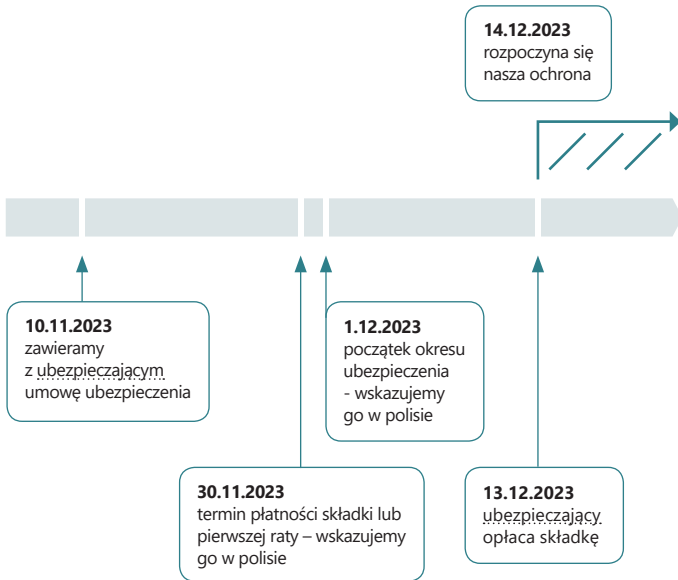 14.12.2023
rozpoczyna się
nasza ochrona
10.11.2023
zawieramy
z ubezpieczającym
umowę ubezpieczenia
1.12.2023
początek okresu
ubezpieczenia
- wskazujemy
go w polisie
30.11.2023
termin płatności składki lub
pierwszej raty – wskazujemy
go w polisie
13.12.2023
ubezpieczający
opłaca składkę